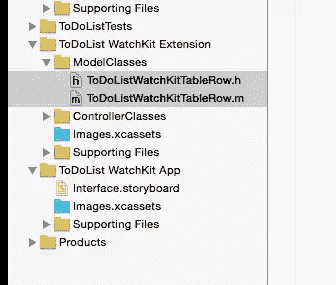 Supporting Files
ToDoListTests
ToDoList WatchKit Extension
ModelClasses
h ToDoListWatchKitTableRow.h
m ToDoListWatchKitTableRow.m
ControllerClasses
Images.xcassets
Supporting Files
ToDoList WatchKit App
Interface.storyboard
Images.xcassets
Supporting Files
Products